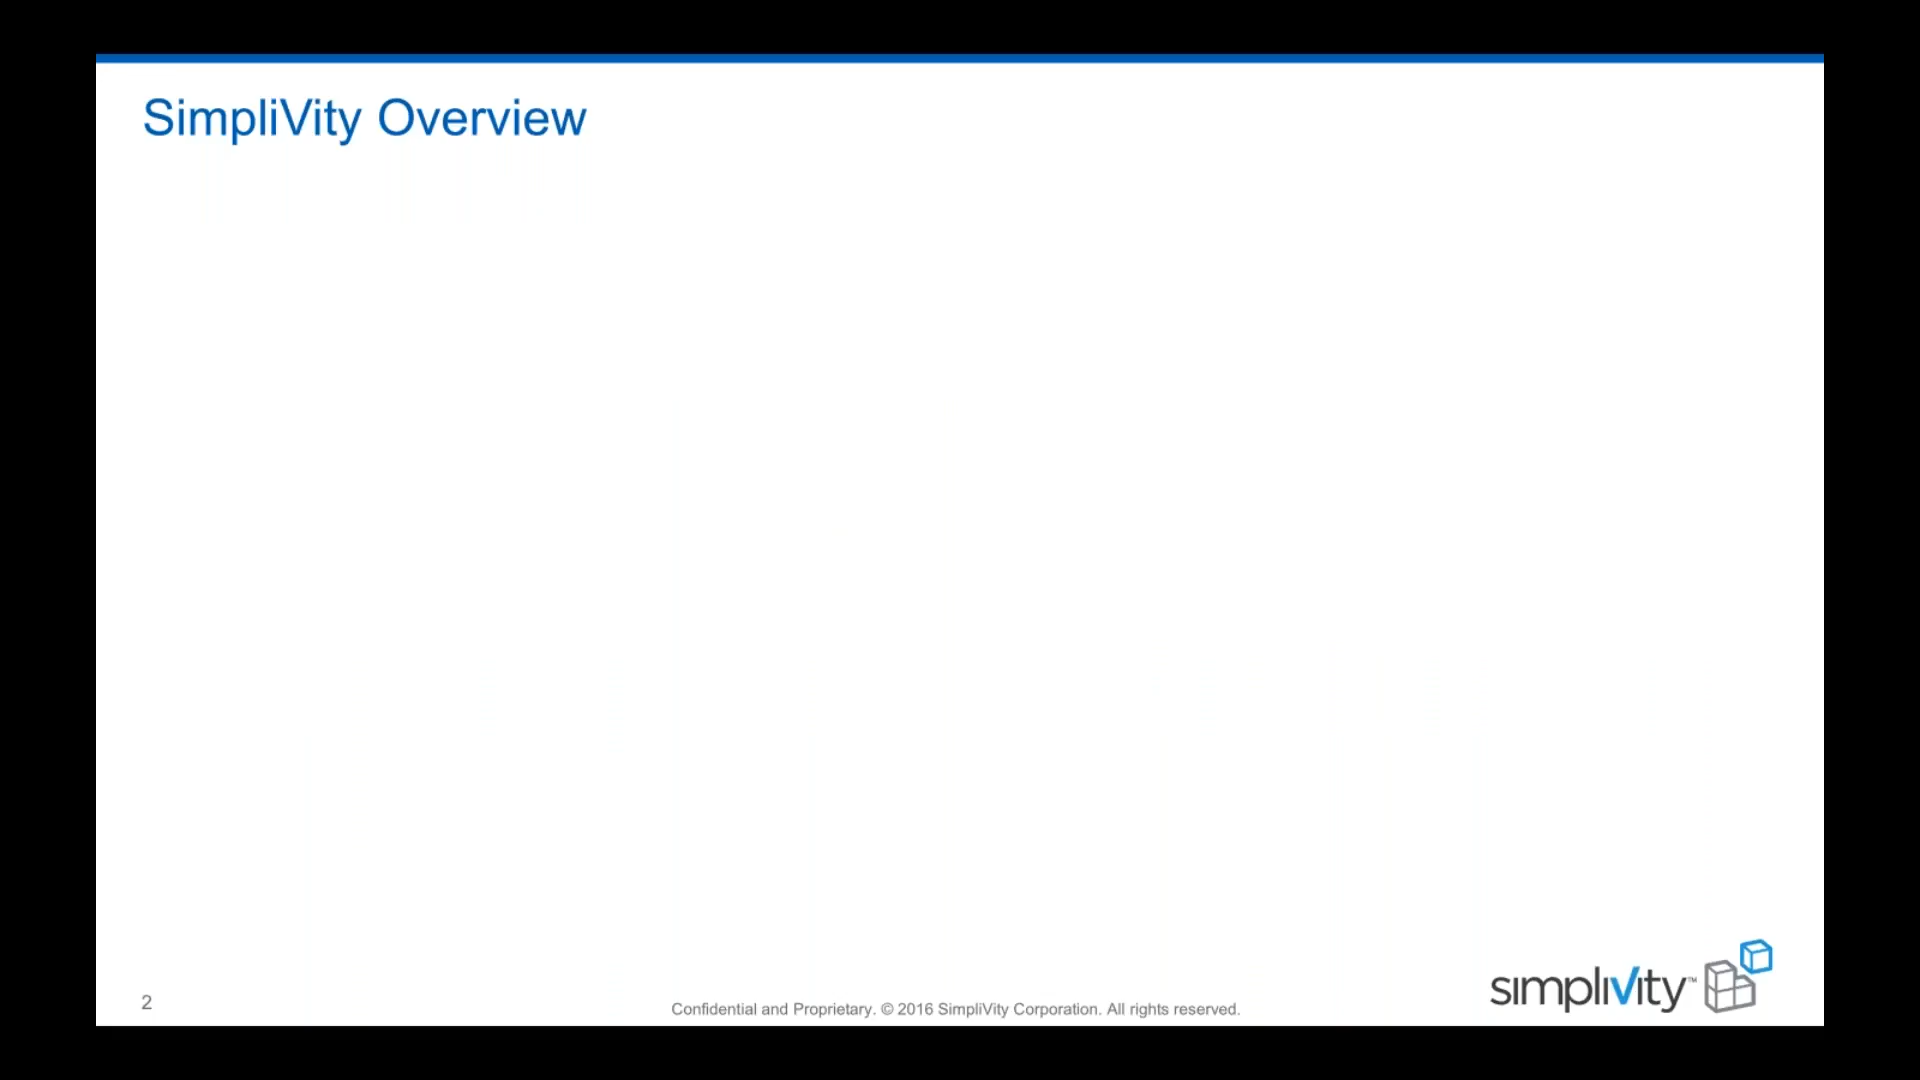 SimpliVity Overview
2
Confidential and Proprietary. © 2016 SimpliVity Corporation. All rights reserved.
simpliVity™